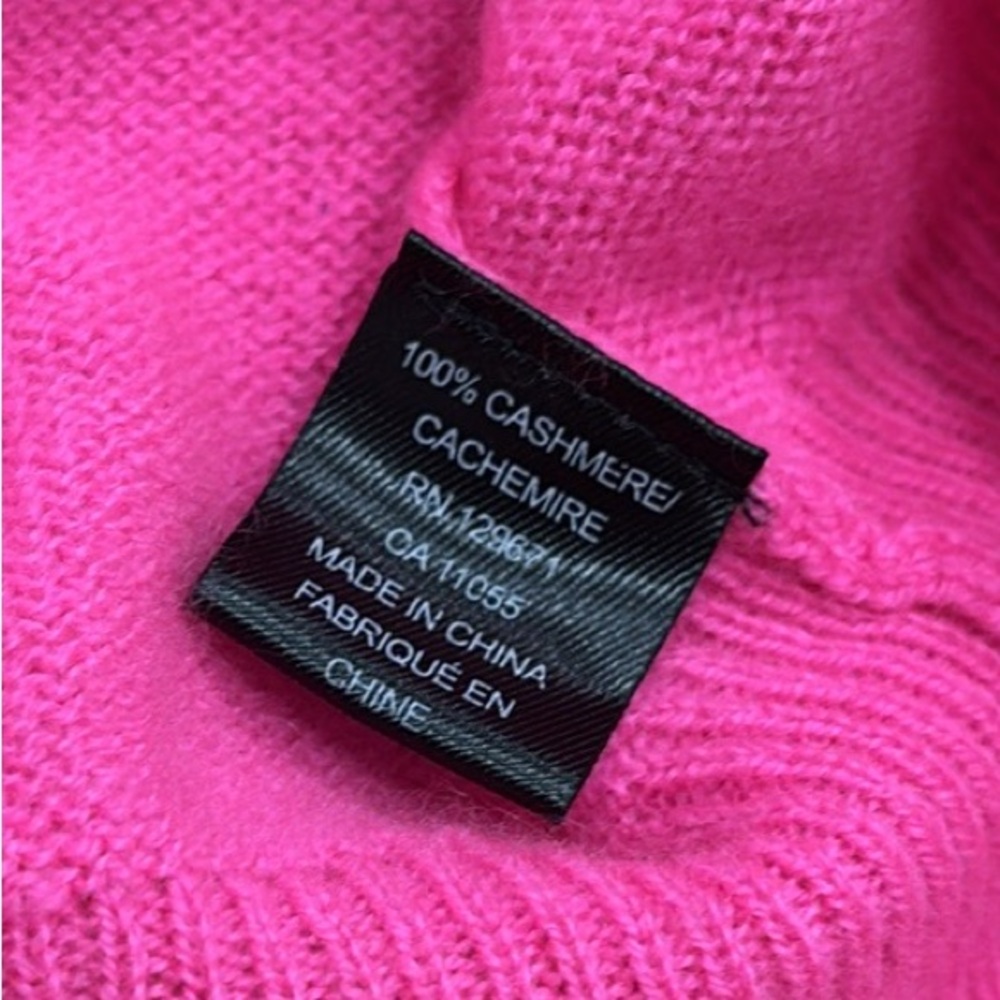 100% CASHMERE/
CACHEMIRE
RN 129671
CA 11055
MADE IN CHINA
FABRIQUÉ EN
CHINE